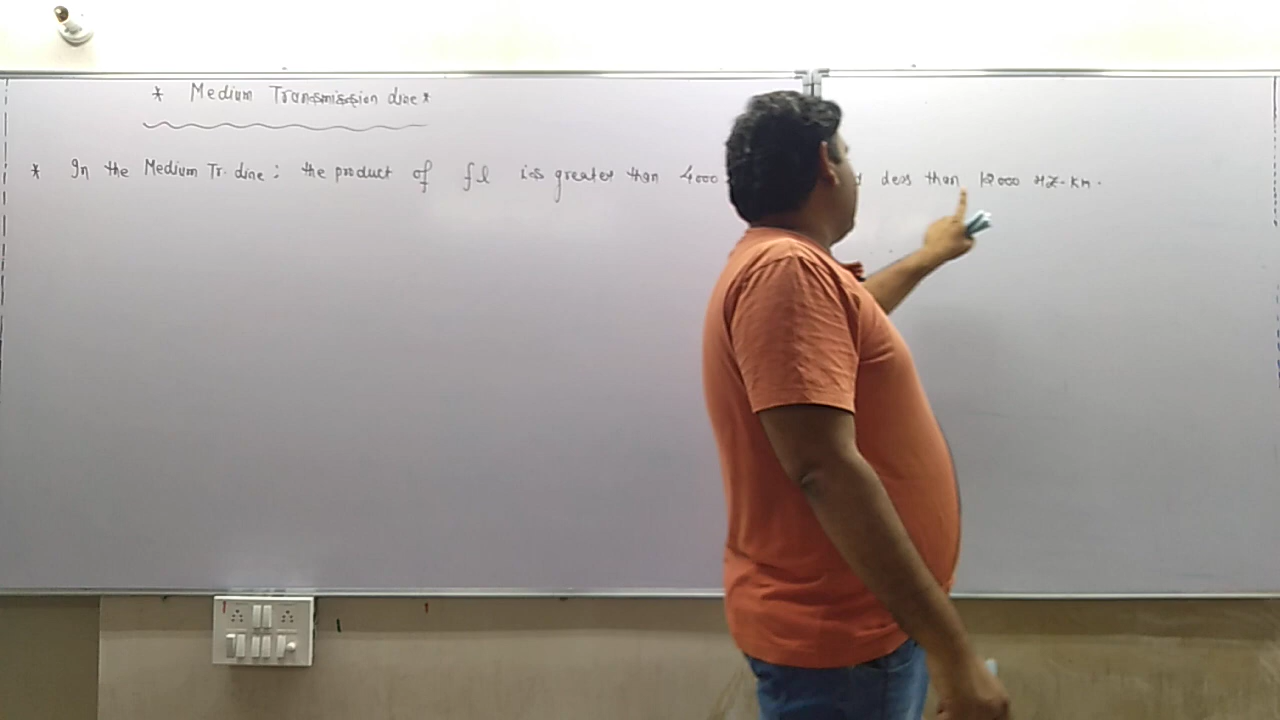 * Medium Transmission line *
* In the Medium Tr. line : the product of fl is greater than 4000 less than 12000 HZ-Km.